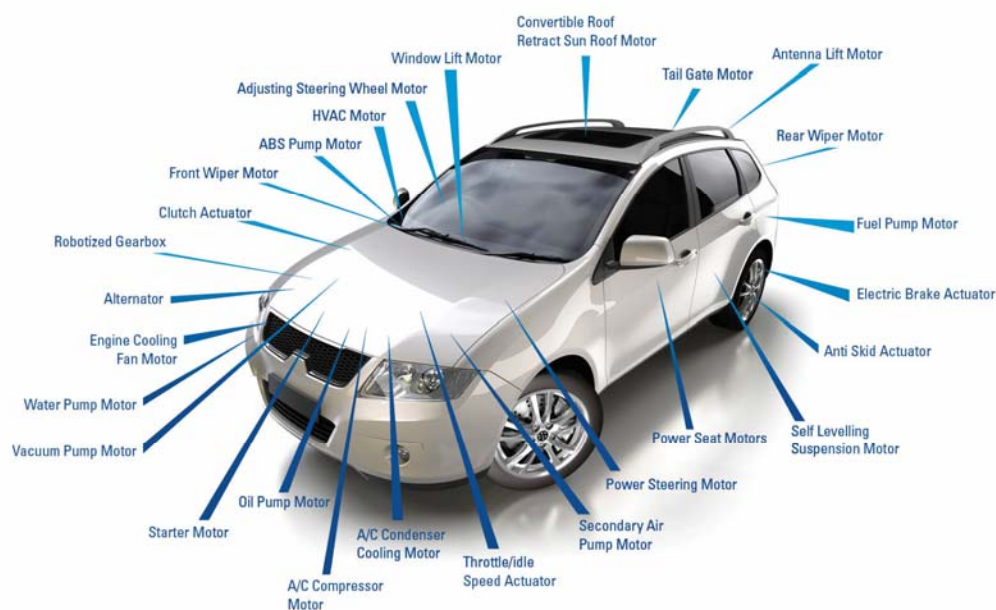 Convertible Roof
Retract Sun Roof Motor
Window Lift Motor
Antenna Lift Motor
Tail Gate Motor
Adjusting Steering Wheel Motor
HVAC Motor
Rear Wiper Motor
ABS Pump Motor
Front Wiper Motor
Clutch Actuator
Fuel Pump Motor
Robotized Gearbox
Alternator
Electric Brake Actuator
Engine Cooling
Fan Motor
Anti Skid Actuator
Water Pump Motor
Vacuum Pump Motor
Power Seat Motors
Self Levelling
Suspension Motor
Power Steering Motor
Oil Pump Motor
Starter Motor
A/C Condenser
Cooling Motor
Secondary Air
Pump Motor
Throttle/idle
Speed Actuator
A/C Compressor
Motor